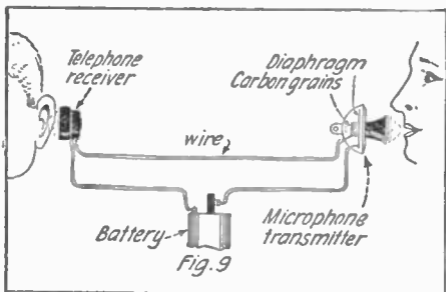 Telephone
receiver
Diaphragm
Carbon grains
wire
Battery
Microphone
transmitter
Fig. 9